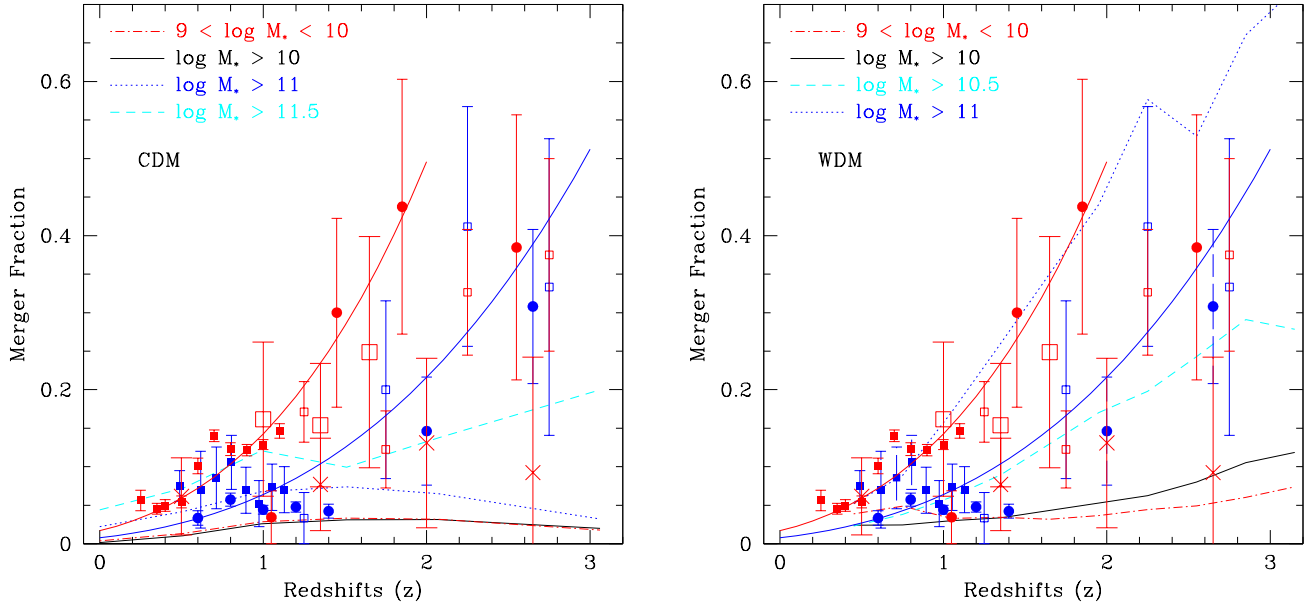 9 < log M* < 10
log M* > 10
log M* > 11
log M* > 11.5
CDM
Merger Fraction
0.6
0.4
0.2
0
0 1 2 3
Redshifts (z)
9 < log M* < 10
log M* > 10
log M* > 10.5
log M* > 11
WDM
Merger Fraction
0.6
0.4
0.2
0
0 1 2 3
Redshifts (z)